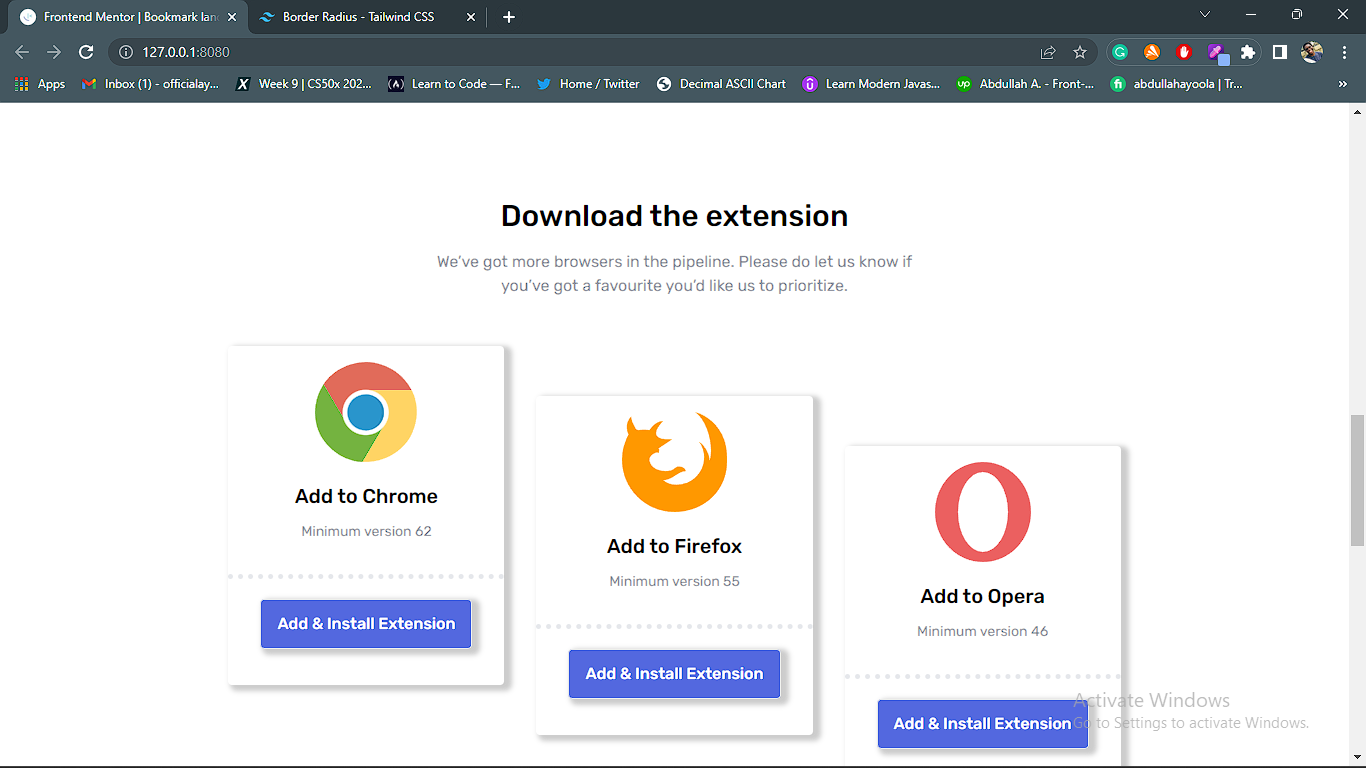 Frontend Mentor | Bookmark lan
Border Radius - Tailwind CSS
127.0.0.1:8080
Apps
Inbox (1) - officialay...
Week 9 | CS50x 202...
Learn to Code — F...
Home / Twitter
Decimal ASCII Chart
Learn Modern Javas...
Abdullah A. - Front-...
abdullahayoola | Tr...
Download the extension
We've got more browsers in the pipeline. Please do let us know if
you've got a favourite you'd like us to prioritize.
Add to Chrome
Minimum version 62
Add & Install Extension
Add to Firefox
Minimum version 55
Add & Install Extension
Add to Opera
Minimum version 46
Add & Install Extension
Activate Windows
Go to Settings to activate Windows.